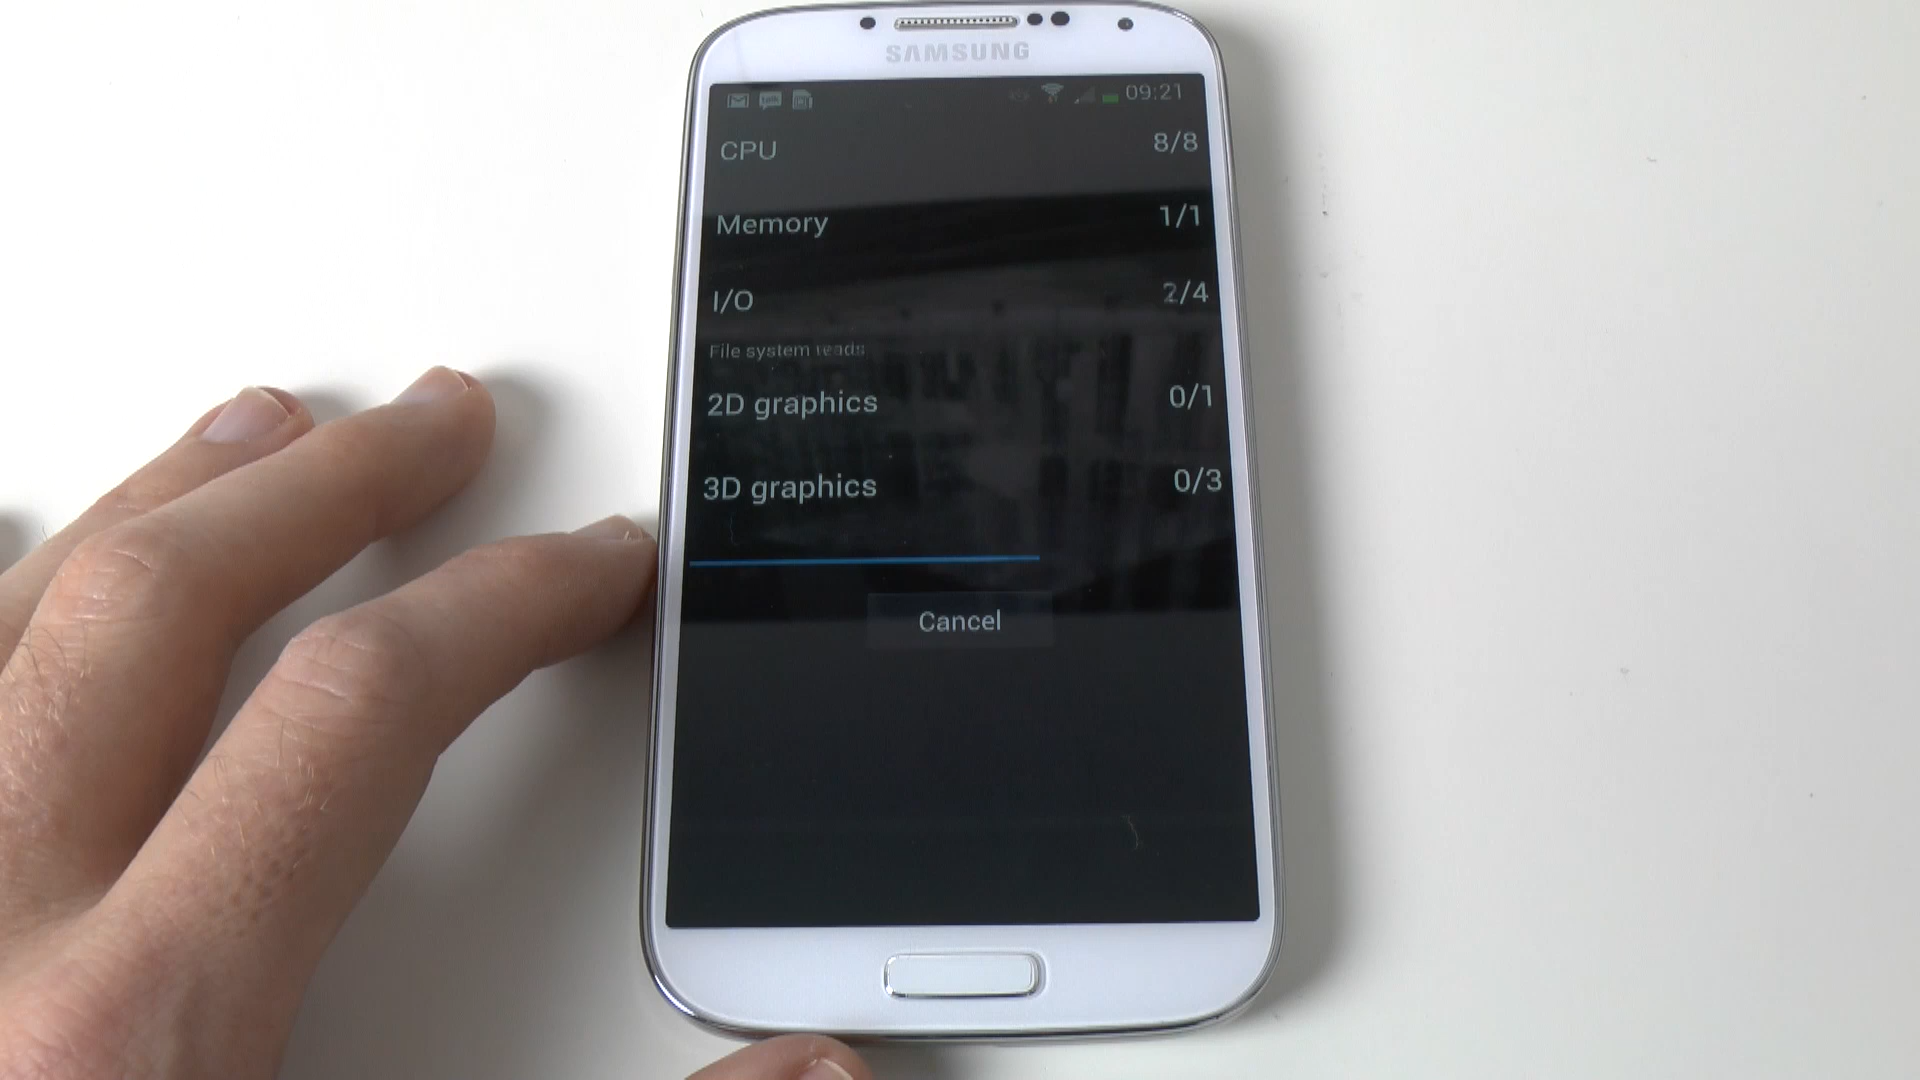 SAMSUNG
talk
09:21
CPU 8/8
Memory 1/1
I/O 2/4
File system reads
2D graphics 0/1
3D graphics 0/3
Cancel